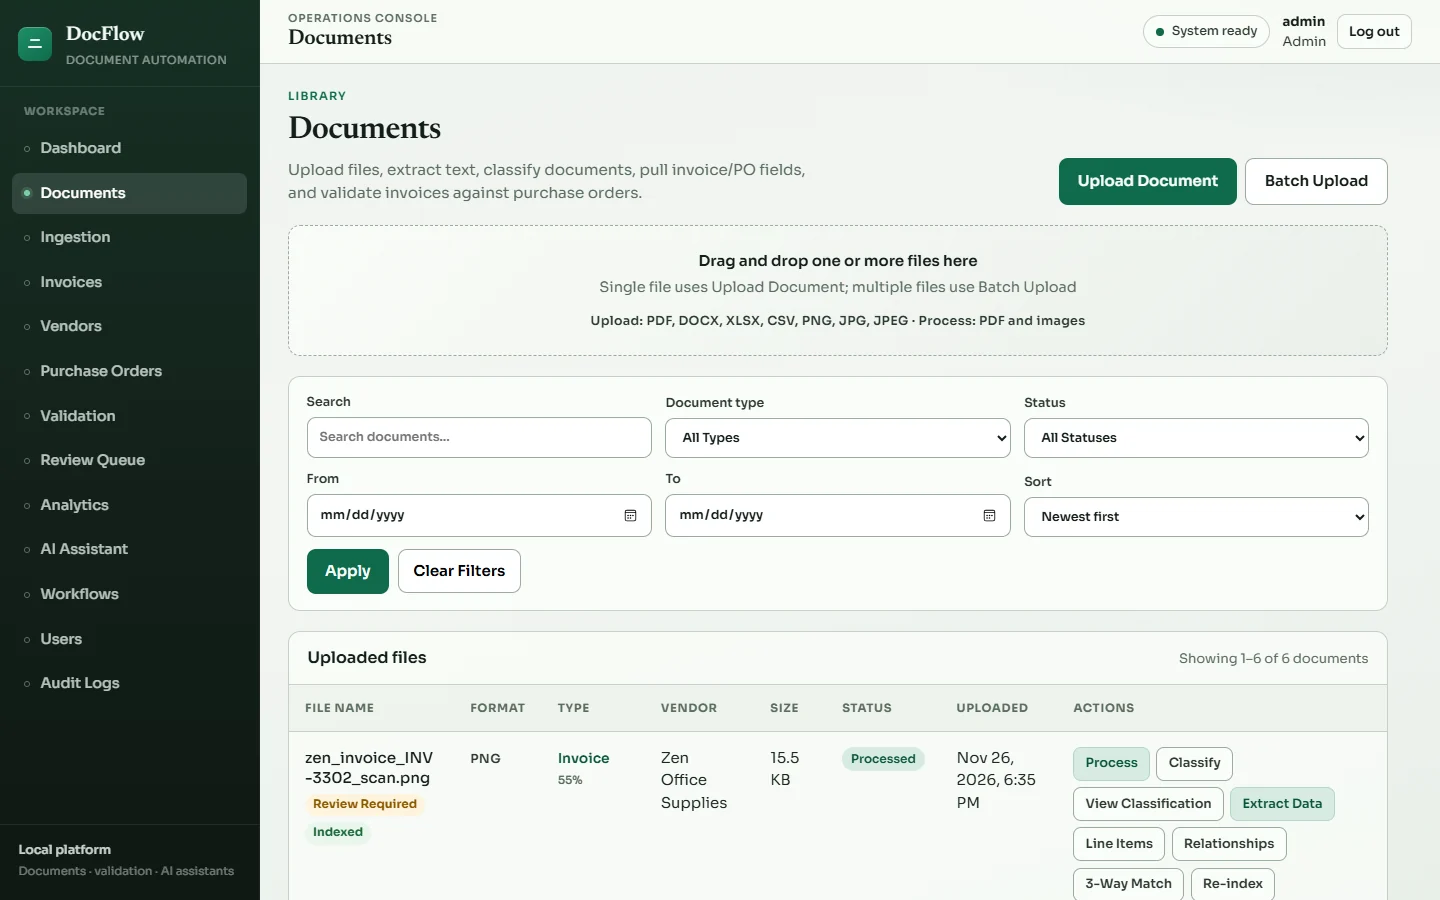 DocFlow
DOCUMENT AUTOMATION
WORKSPACE
Dashboard
Documents
Ingestion
Invoices
Vendors
Purchase Orders
Validation
Review Queue
Analytics
AI Assistant
Workflows
Users
Audit Logs
Local platform
Documents · validation · AI assistants
OPERATIONS CONSOLE
Documents
System ready
admin
Admin
Log out
LIBRARY
Documents
Upload files, extract text, classify documents, pull invoice/PO fields,
and validate invoices against purchase orders.
Upload Document
Batch Upload
Drag and drop one or more files here
Single file uses Upload Document; multiple files use Batch Upload
Upload: PDF, DOCX, XLSX, CSV, PNG, JPG, JPEG · Process: PDF and images
Search
Document type
Status
Search documents...
All Types
All Statuses
From
To
Sort
mm/dd/yyyy
mm/dd/yyyy
Newest first
Apply
Clear Filters
Uploaded files
Showing 1–6 of 6 documents
FILE NAME FORMAT TYPE VENDOR SIZE STATUS UPLOADED ACTIONS
zen_invoice_INV
-3302_scan.png
Review Required
Indexed
PNG
Invoice
55%
Zen
Office
Supplies
15.5
KB
Processed
Nov 26,
2026, 6:35
PM
Process
Classify
View Classification
Extract Data
Line Items
Relationships
3-Way Match
Re-index